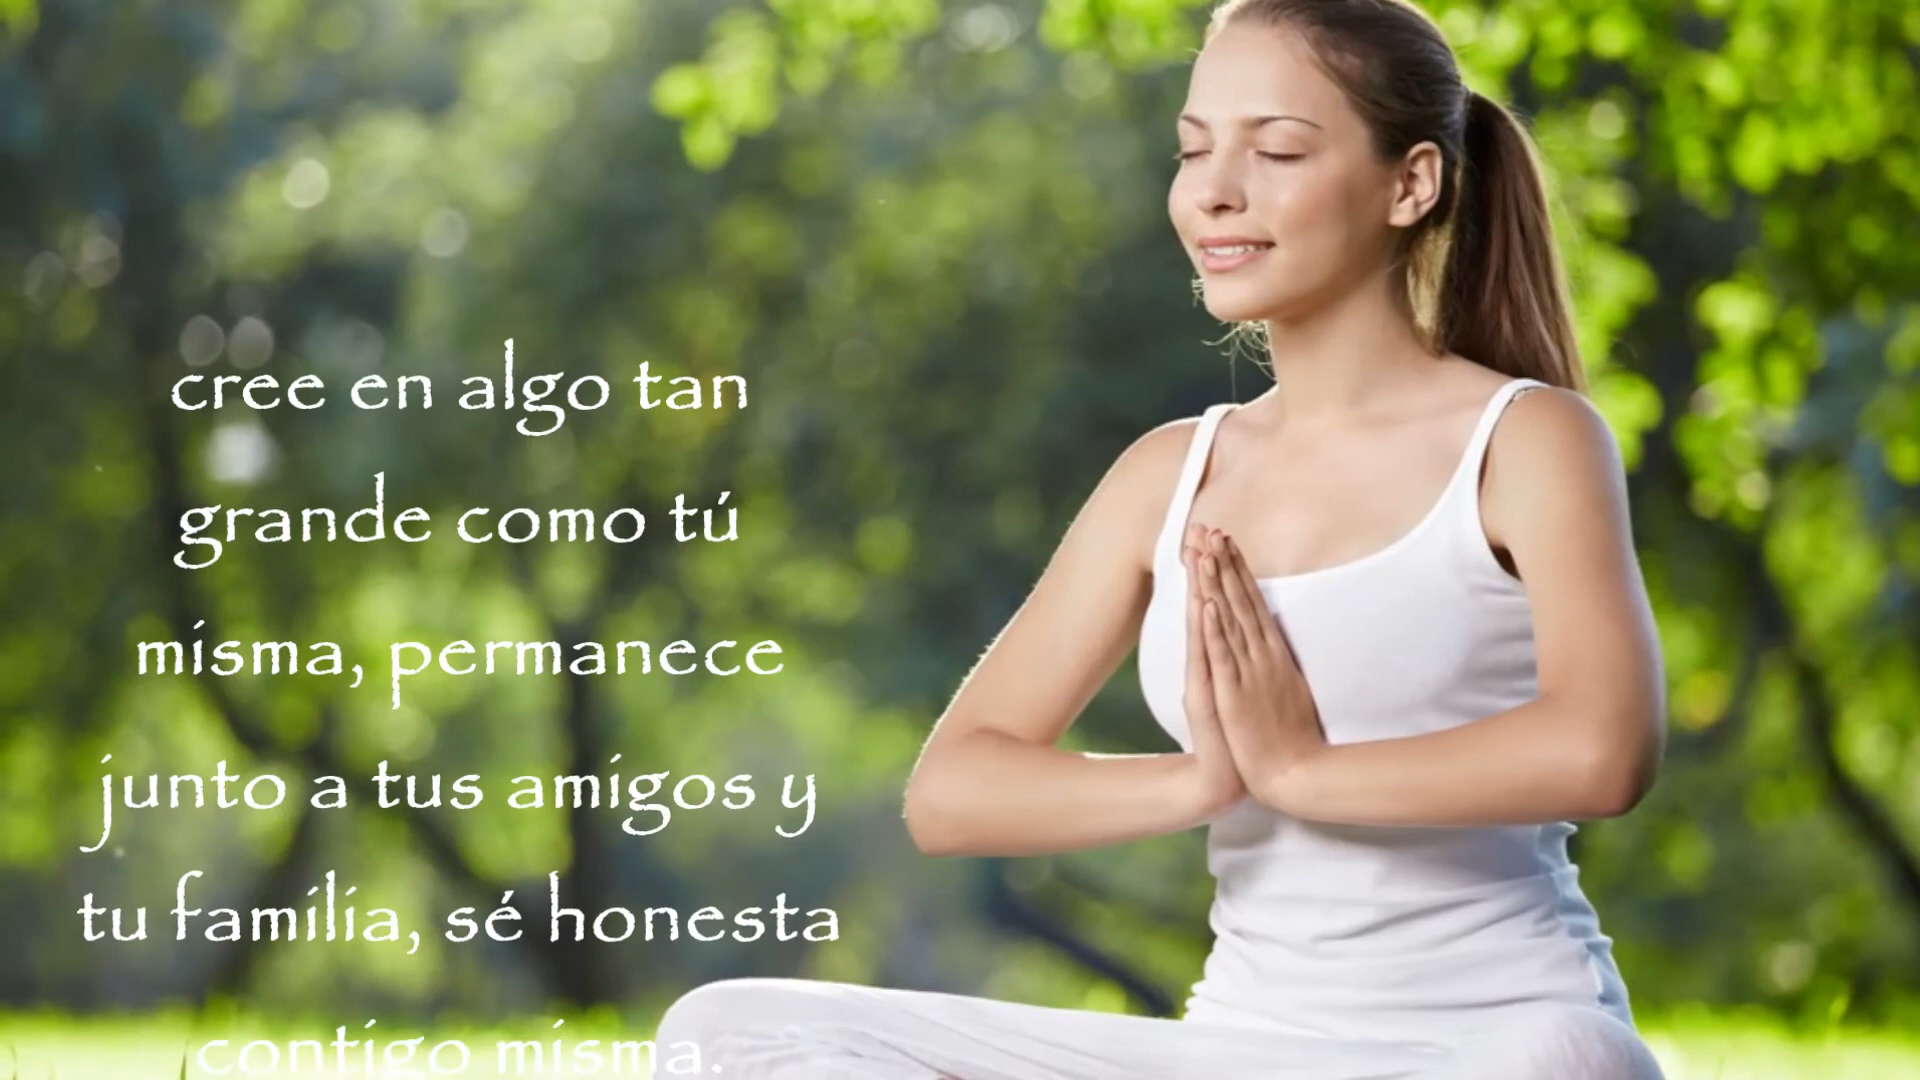 cree en algo tan
grande como tú
misma, permanece
junto a tus amigos y
tu familia, sé honesta
contigo misma.